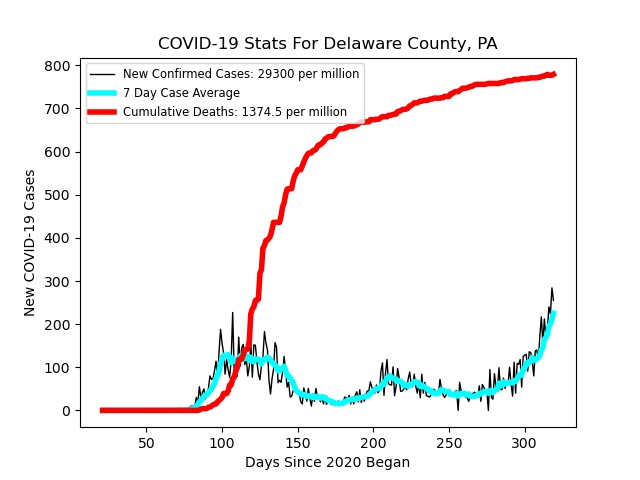 COVID-19 Stats For Delaware County, PA
New Confirmed Cases: 29300 per million
7 Day Case Average
Cumulative Deaths: 1374.5 per million
New COVID-19 Cases
800
700
600
500
400
300
200
100
0
50 100 150 200 250 300
Days Since 2020 Began